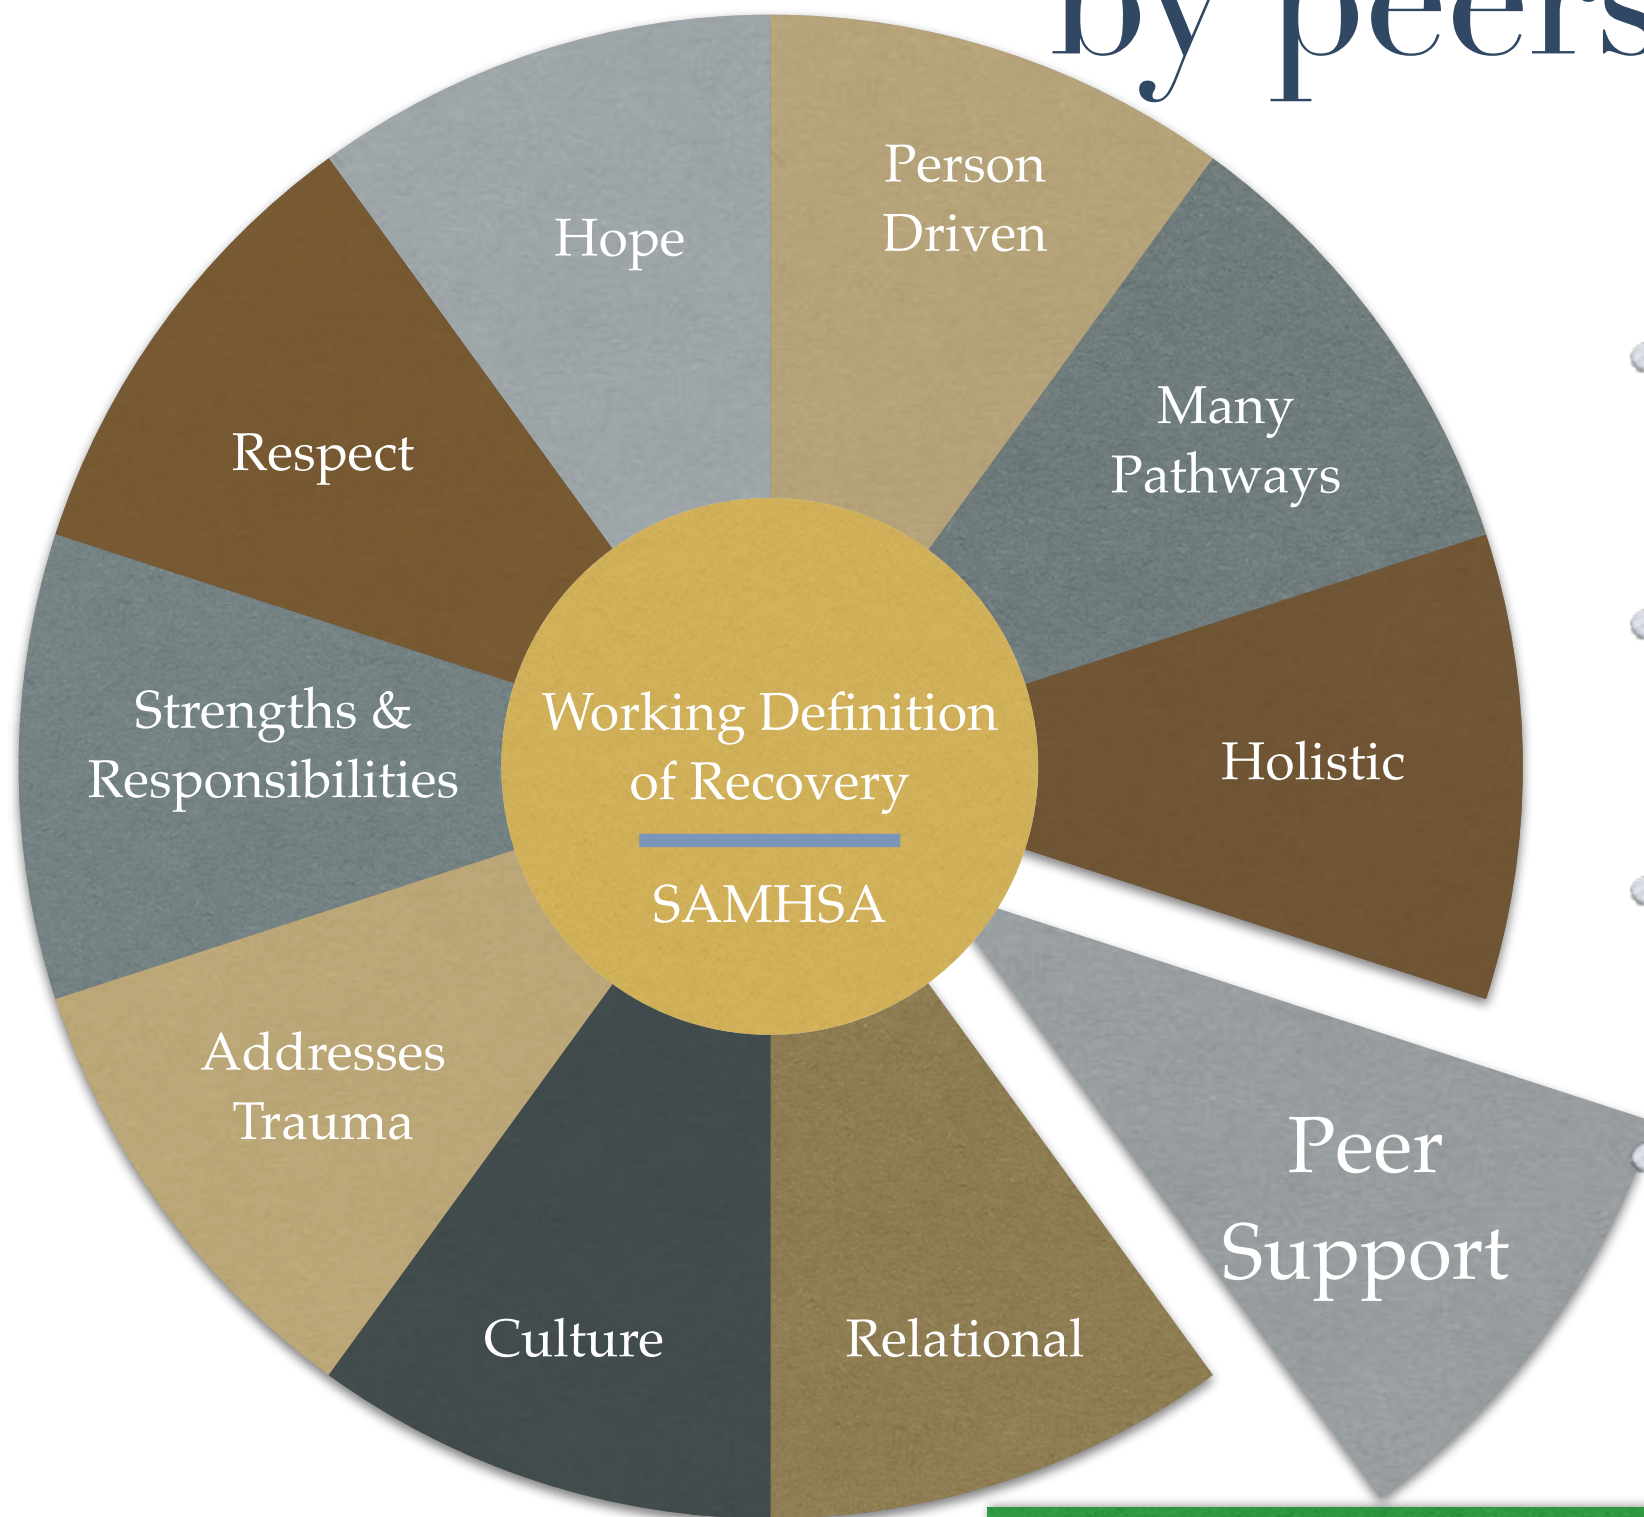 by peers
Person
Driven
Hope
Many
Pathways
Respect
Strengths &
Responsibilities
Working Definition
of Recovery
SAMHSA
Holistic
Addresses
Trauma
Peer
Support
Culture
Relational